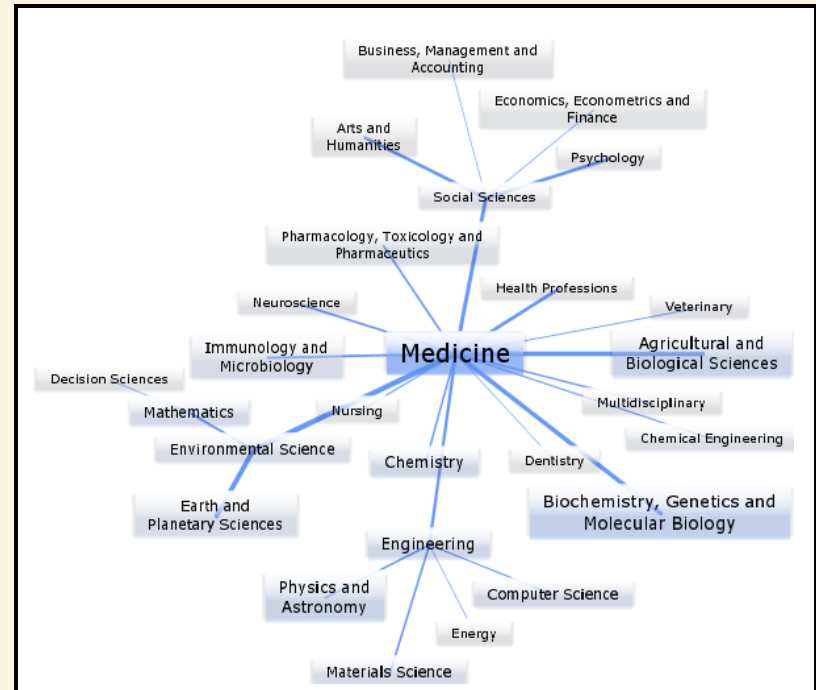 Business, Management and
Accounting
Economics, Econometrics and
Finance
Arts and
Humanities
Psychology
Social Sciences
Pharmacology, Toxicology and
Pharmaceutics
Health Professions
Neuroscience
Veterinary
Immunology and
Microbiology
Medicine
Agricultural and
Biological Sciences
Decision Sciences
Mathematics
Nursing
Multidisciplinary
Environmental Science
Chemistry
Dentistry
Chemical Engineering
Earth and
Planetary Sciences
Biochemistry, Genetics and
Molecular Biology
Engineering
Physics and
Astronomy
Computer Science
Energy
Materials Science